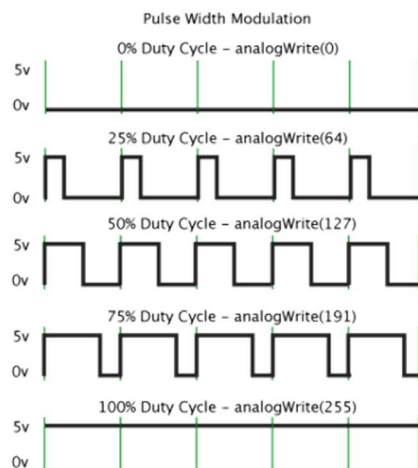 Pulse Width Modulation
0% Duty Cycle – analogWrite(0)
5v
0v
25% Duty Cycle – analogWrite(64)
5v
0v
50% Duty Cycle – analogWrite(127)
5v
0v
75% Duty Cycle – analogWrite(191)
5v
0v
100% Duty Cycle – analogWrite(255)
5v
0v